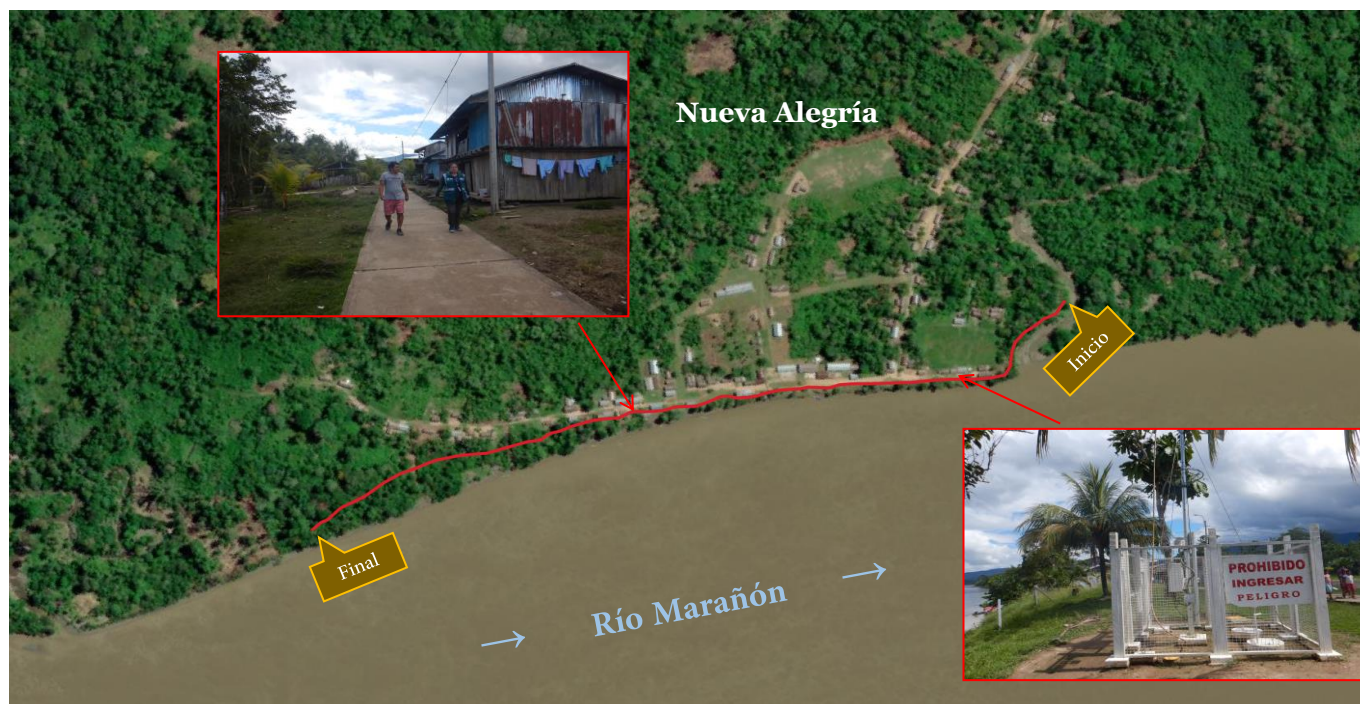 Nueva Alegría
Inicio
Final
Río Marañón
PROHIBIDO
INGRESAR
PELIGRO